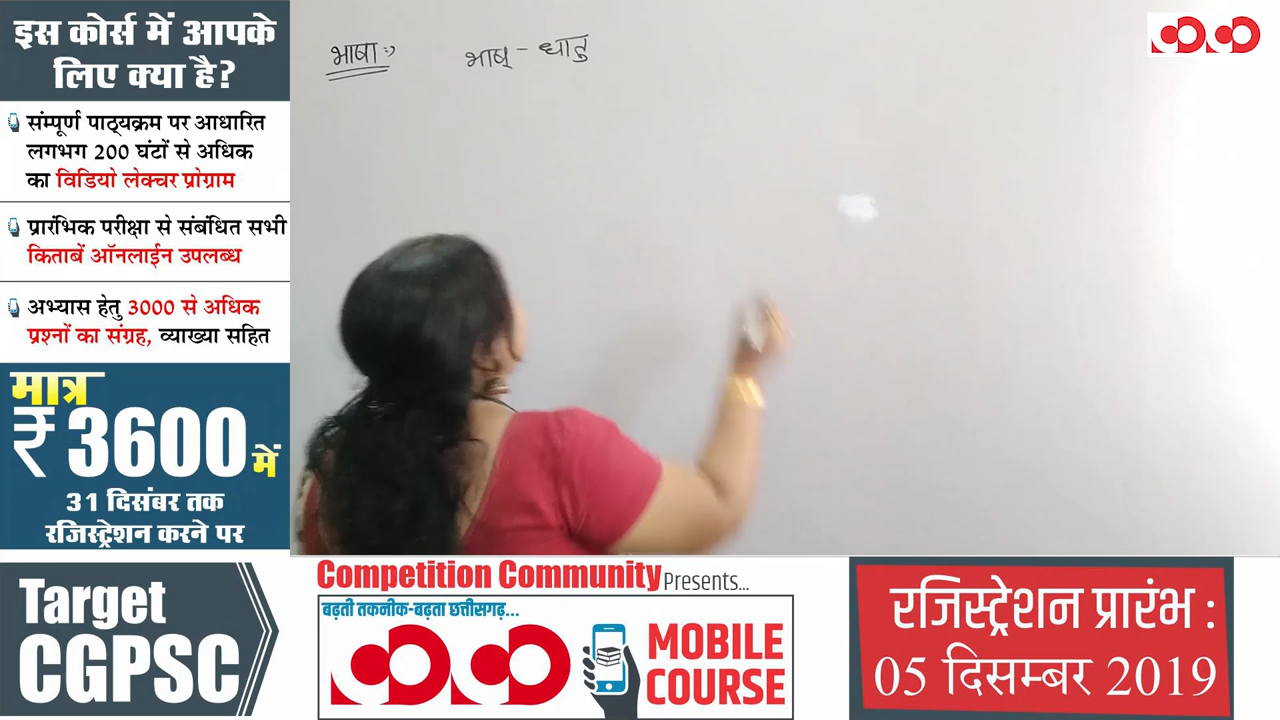 इस कोर्स में आपके
लिए क्या है?
संम्पूर्ण पाठ्यक्रम पर आधारित
लगभग 200 घंटों से अधिक
का विडियो लेक्चर प्रोग्राम
प्रारंभिक परीक्षा से संबंधित सभी
किताबें ऑनलाईन उपलब्ध
अभ्यास हेतु 3000 से अधिक
प्रश्नों का संग्रह, व्याख्या सहित
मात्र
₹ 3600 में
31 दिसंबर तक
रजिस्ट्रेशन करने पर
Target
CGPSC
भाषा :-> भाष् - धातु
Competition Community Presents...
बढ़ती तकनीक-बढ़ता छत्तीसगढ़...
MOBILE
COURSE
रजिस्ट्रेशन प्रारंभ :
05 दिसम्बर 2019